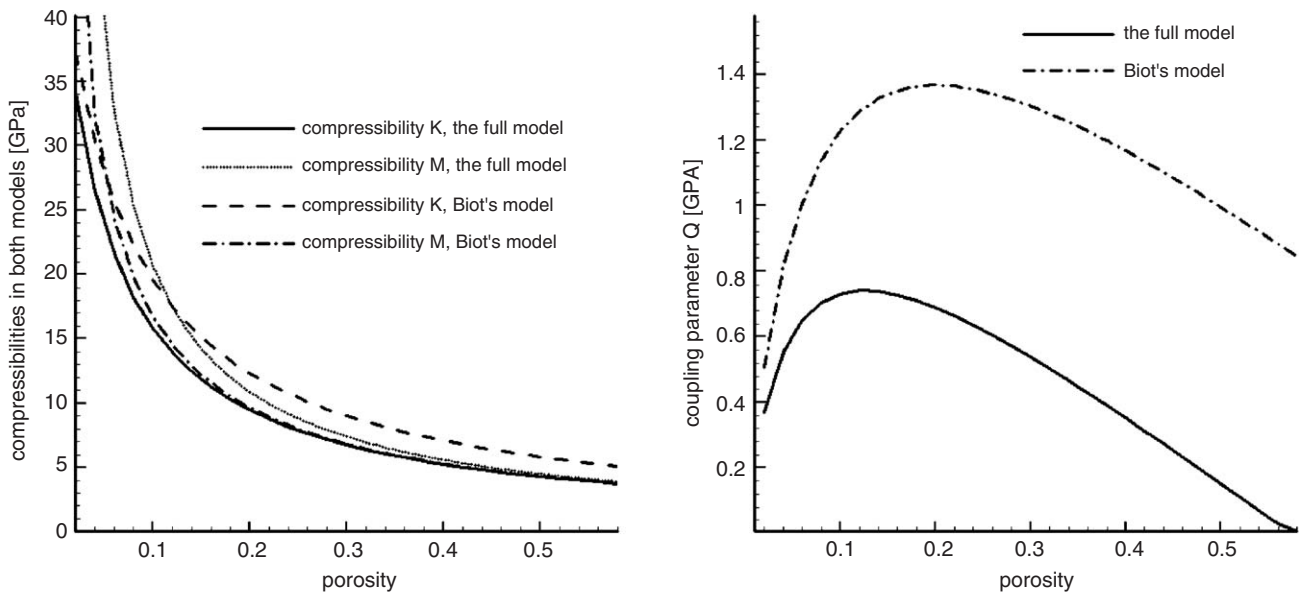 compressibilities in both models [GPa]
40
35
30
25
20
15
10
5
0
0.1
0.2
0.3
0.4
0.5
porosity
compressibility K, the full model
compressibility M, the full model
compressibility K, Biot's model
compressibility M, Biot's model
coupling parameter Q [GPA]
1.4
1.2
1
0.8
0.6
0.4
0.2
0.1
0.2
0.3
0.4
0.5
porosity
the full model
Biot's model